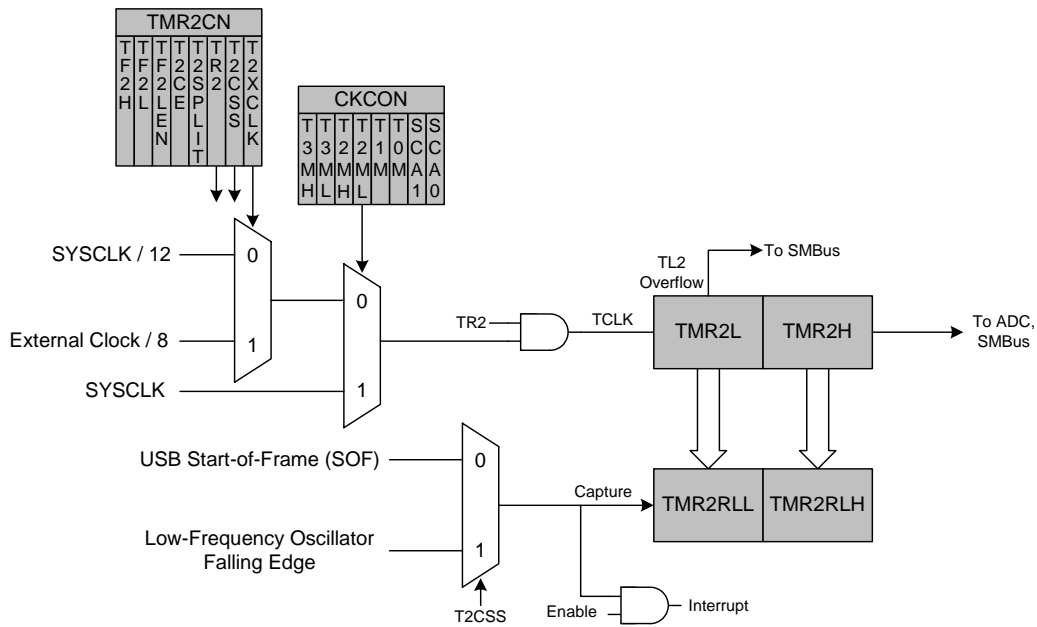 TMR2CN
TF2H
TF2L
TF2LEN
T2CE
T2SPLIT
TR2
T2CSS
T2XCLK
CKCON
T3MH
T3ML
T2MH
T2ML
T1M
T0M
SCA1
SCA0
SYSCLK / 12
0
External Clock / 8
1
SYSCLK
0
1
TR2
TCLK
TL2
Overflow
To SMBus
TMR2L
TMR2H
To ADC,
SMBus
USB Start-of-Frame (SOF)
0
Low-Frequency Oscillator
Falling Edge
1
T2CSS
Capture
TMR2RLL
TMR2RLH
Enable
Interrupt